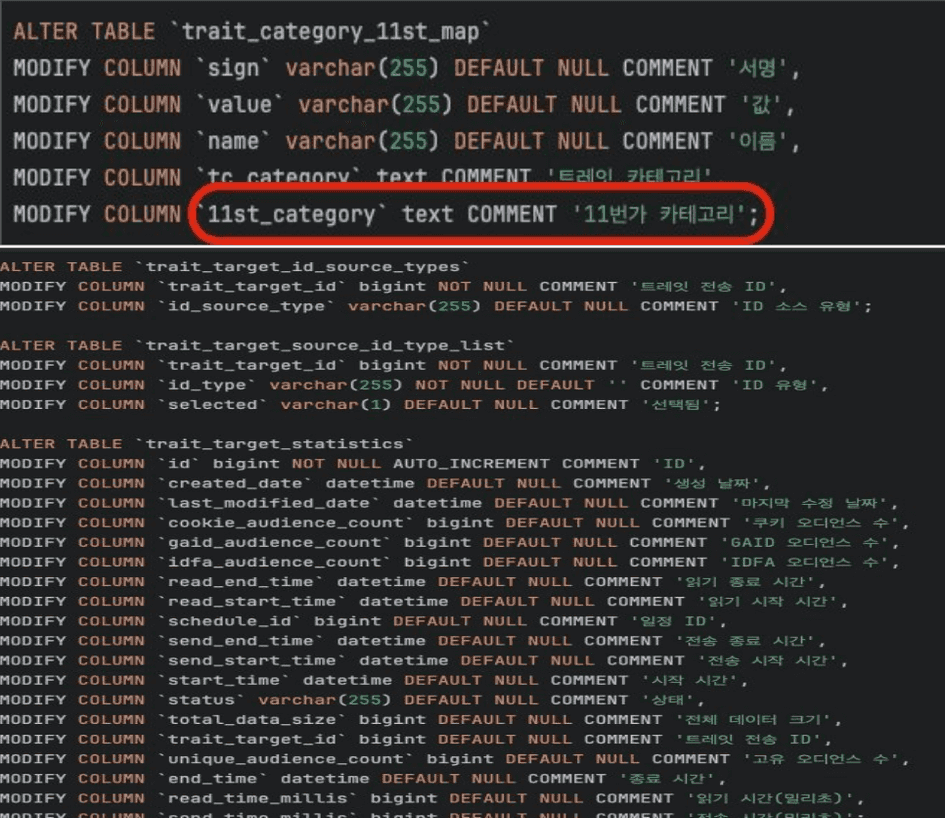 ALTER TABLE `trait_category_11st_map`
MODIFY COLUMN `sign` varchar(255) DEFAULT NULL COMMENT '서명',
MODIFY COLUMN `value` varchar(255) DEFAULT NULL COMMENT '값',
MODIFY COLUMN `name` varchar(255) DEFAULT NULL COMMENT '이름',
MODIFY COLUMN `tc_category` text COMMENT '트레잇 카테고리',
MODIFY COLUMN `11st_category` text COMMENT '11번가 카테고리';
ALTER TABLE `trait_target_id_source_types`
MODIFY COLUMN `trait_target_id` bigint NOT NULL COMMENT '트레잇 전송 ID',
MODIFY COLUMN `id_source_type` varchar(255) DEFAULT NULL COMMENT 'ID 소스 유형';
ALTER TABLE `trait_target_source_id_type_list`
MODIFY COLUMN `trait_target_id` bigint NOT NULL COMMENT '트레잇 전송 ID',
MODIFY COLUMN `id_type` varchar(255) NOT NULL DEFAULT '' COMMENT 'ID 유형',
MODIFY COLUMN `selected` varchar(1) DEFAULT NULL COMMENT '선택됨';
ALTER TABLE `trait_target_statistics`
MODIFY COLUMN `id` bigint NOT NULL AUTO_INCREMENT COMMENT 'ID',
MODIFY COLUMN `created_date` datetime DEFAULT NULL COMMENT '생성 날짜',
MODIFY COLUMN `last_modified_date` datetime DEFAULT NULL COMMENT '마지막 수정 날짜',
MODIFY COLUMN `cookie_audience_count` bigint DEFAULT NULL COMMENT '쿠키 오디언스 수',
MODIFY COLUMN `gaid_audience_count` bigint DEFAULT NULL COMMENT 'GAID 오디언스 수',
MODIFY COLUMN `idfa_audience_count` bigint DEFAULT NULL COMMENT 'IDFA 오디언스 수',
MODIFY COLUMN `read_end_time` datetime DEFAULT NULL COMMENT '읽기 종료 시간',
MODIFY COLUMN `read_start_time` datetime DEFAULT NULL COMMENT '읽기 시작 시간',
MODIFY COLUMN `schedule_id` bigint DEFAULT NULL COMMENT '일정 ID',
MODIFY COLUMN `send_end_time` datetime DEFAULT NULL COMMENT '전송 종료 시간',
MODIFY COLUMN `send_start_time` datetime DEFAULT NULL COMMENT '전송 시작 시간',
MODIFY COLUMN `start_time` datetime DEFAULT NULL COMMENT '시작 시간',
MODIFY COLUMN `status` varchar(255) DEFAULT NULL COMMENT '상태',
MODIFY COLUMN `total_data_size` bigint DEFAULT NULL COMMENT '전체 데이터 크기',
MODIFY COLUMN `trait_target_id` bigint DEFAULT NULL COMMENT '트레잇 전송 ID',
MODIFY COLUMN `unique_audience_count` bigint DEFAULT NULL COMMENT '고유 오디언스 수',
MODIFY COLUMN `end_time` datetime DEFAULT NULL COMMENT '종료 시간',
MODIFY COLUMN `read_time_millis` bigint DEFAULT NULL COMMENT '읽기 시간(밀리초)',
MODIFY COLUMN `send_time_millis` bigint DEFAULT NULL COMMENT '전송 시간(밀리초)';